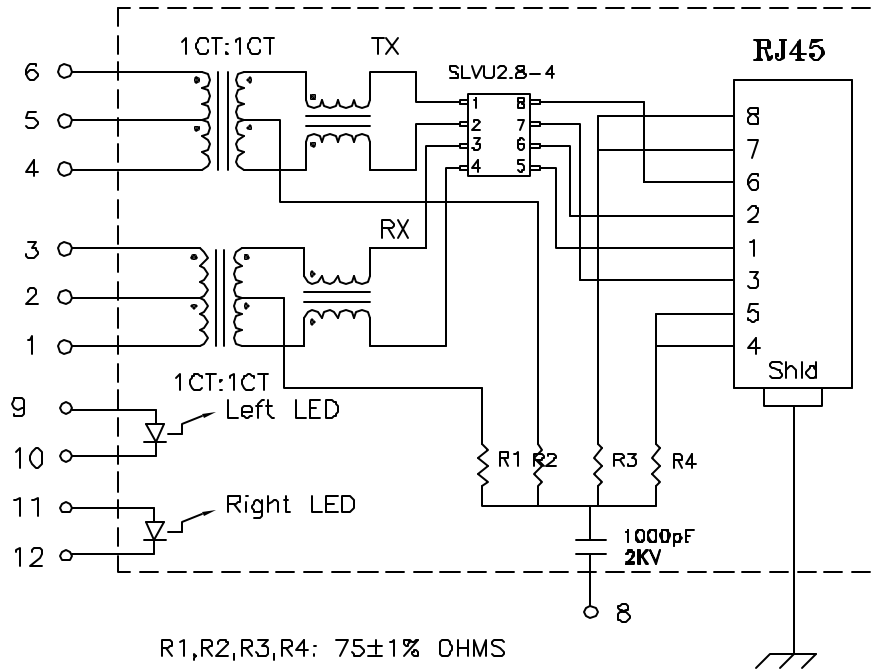 1CT:1CT
TX
SLVU2.8-4
RJ45
6
5
4
1
2
3
4
8
7
6
5
8
7
6
2
1
3
5
4
Shld
RX
3
2
1
1CT:1CT
9
10
Left LED
11
12
Right LED
R1
R2
R3
R4
1000pF
2KV
8
R1,R2,R3,R4: 75±1% OHMS